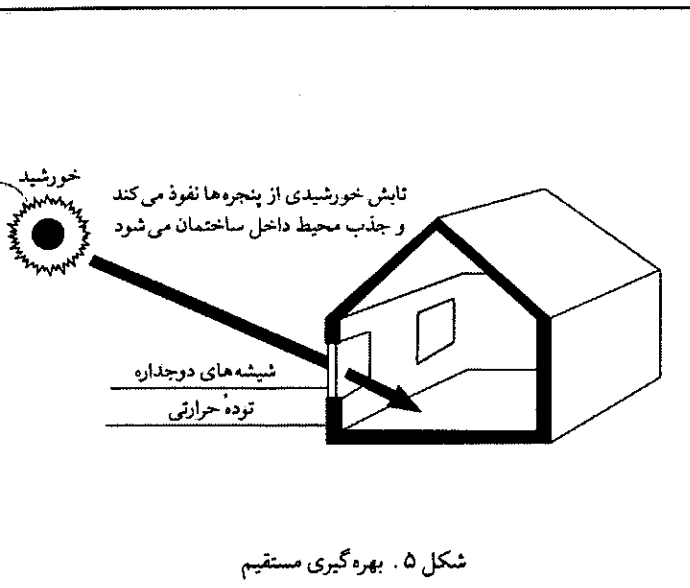 خورشید
تابش خورشیدی از پنجره‌ها نفوذ می‌کند
و جذب محیط داخل ساختمان می‌شود
شیشه‌های دوجداره
تودهٔ حرارتی
شکل ۵. بهره‌گیری مستقیم